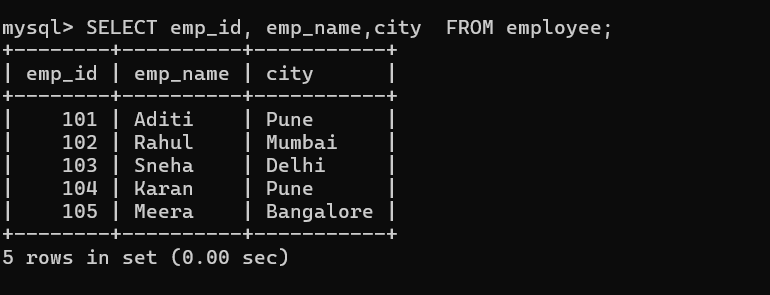 mysql> SELECT emp_id, emp_name,city  FROM employee;
+--------+----------+-----------+
| emp_id | emp_name | city      |
+--------+----------+-----------+
|    101 | Aditi    | Pune      |
|    102 | Rahul    | Mumbai    |
|    103 | Sneha    | Delhi     |
|    104 | Karan    | Pune      |
|    105 | Meera    | Bangalore |
+--------+----------+-----------+
5 rows in set (0.00 sec)